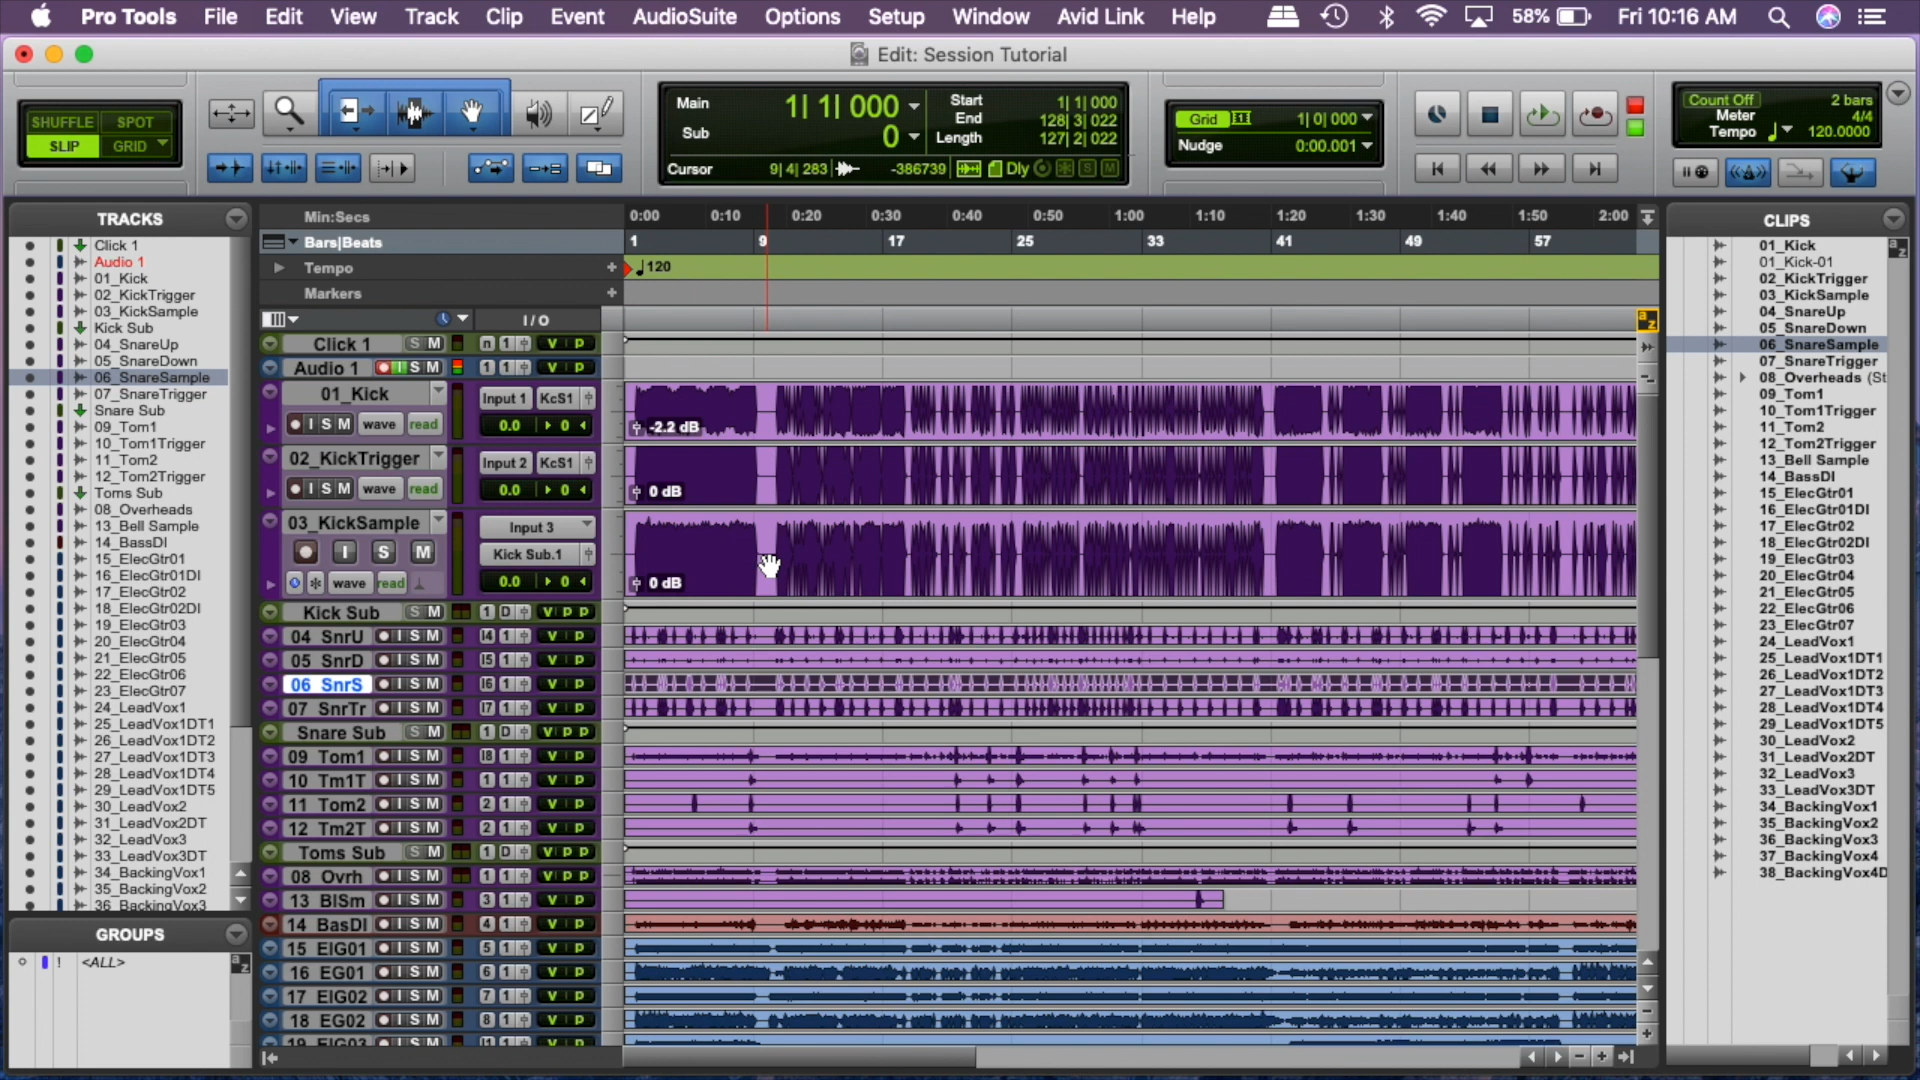 Pro Tools File Edit View Track Clip Event AudioSuite Options Setup Window Avid Link Help 58% Fri 10:16 AM
Edit: Session Tutorial
SHUFFLE SPOT
SLIP GRID
Main 1| 1| 000
Sub 0
Start 1| 1| 000
End 128| 3| 022
Length 127| 2| 022
Cursor 9| 4| 283 -386739 Dly
Grid 1| 0| 000
Nudge 0:00.001
Count Off 2 bars
Meter 4/4
Tempo 120.0000
TRACKS
Click 1
Audio 1
01_Kick
02_KickTrigger
03_KickSample
Kick Sub
04_SnareUp
05_SnareDown
06_SnareSample
07_SnareTrigger
Snare Sub
09_Tom1
10_Tom1Trigger
11_Tom2
12_Tom2Trigger
Toms Sub
08_Overheads
13_Bell Sample
14_BassDI
15_ElecGtr01
16_ElecGtr01DI
17_ElecGtr02
18_ElecGtr02DI
19_ElecGtr03
20_ElecGtr04
21_ElecGtr05
22_ElecGtr06
23_ElecGtr07
24_LeadVox1
25_LeadVox1DT1
26_LeadVox1DT2
27_LeadVox1DT3
28_LeadVox1DT4
29_LeadVox1DT5
30_LeadVox2
31_LeadVox2DT
32_LeadVox3
33_LeadVox3DT
34_BackingVox1
35_BackingVox2
36_BackingVox3
GROUPS
! <ALL> a z
Min:Secs 0:00 0:10 0:20 0:30 0:40 0:50 1:00 1:10 1:20 1:30 1:40 1:50 2:00
Bars|Beats 1 9 17 25 33 41 49 57
Tempo + 120
Markers +
I / O
Click 1 S M n 1 V P
Audio 1 I S M 1 1 V P
01_Kick Input 1 KcS1
I S M wave read 0.0 0 -2.2 dB
02_KickTrigger Input 2 KcS1
I S M wave read 0.0 0 0 dB
03_KickSample Input 3
I S M Kick Sub.1
wave read 0.0 0 0 dB
Kick Sub S M 1 D V P P
04 SnrU I S M I4 1 V P
05 SnrD I S M I5 1 V P
06 SnrS I S M I6 1 V P
07 SnrTr I S M I7 1 V P
Snare Sub S M 1 D V P P
09 Tom1 I S M I8 1 V P
10 Tm1T I S M 1 1 V P
11 Tom2 I S M 2 1 V P
12 Tm2T I S M 2 1 V P
Toms Sub S M 1 D V P P
08 Ovrh I S M 1 1 V P P
13 BlSm I S M 3 1 V P
14 BasDI I S M 4 1 V P
15 ElG01 I S M 5 1 V P
16 EG01 I S M 6 1 V P
17 ElG02 I S M 7 1 V P
18 EG02 I S M 8 1 V P
19 ElG03 I S M
CLIPS
01_Kick
01_Kick-01
02_KickTrigger
03_KickSample
04_SnareUp
05_SnareDown
06_SnareSample
07_SnareTrigger
08_Overheads (St
09_Tom1
10_Tom1Trigger
11_Tom2
12_Tom2Trigger
13_Bell Sample
14_BassDI
15_ElecGtr01
16_ElecGtr01DI
17_ElecGtr02
18_ElecGtr02DI
19_ElecGtr03
20_ElecGtr04
21_ElecGtr05
22_ElecGtr06
23_ElecGtr07
24_LeadVox1
25_LeadVox1DT1
26_LeadVox1DT2
27_LeadVox1DT3
28_LeadVox1DT4
29_LeadVox1DT5
30_LeadVox2
31_LeadVox2DT
32_LeadVox3
33_LeadVox3DT
34_BackingVox1
35_BackingVox2
36_BackingVox3
37_BackingVox4
38_BackingVox4D